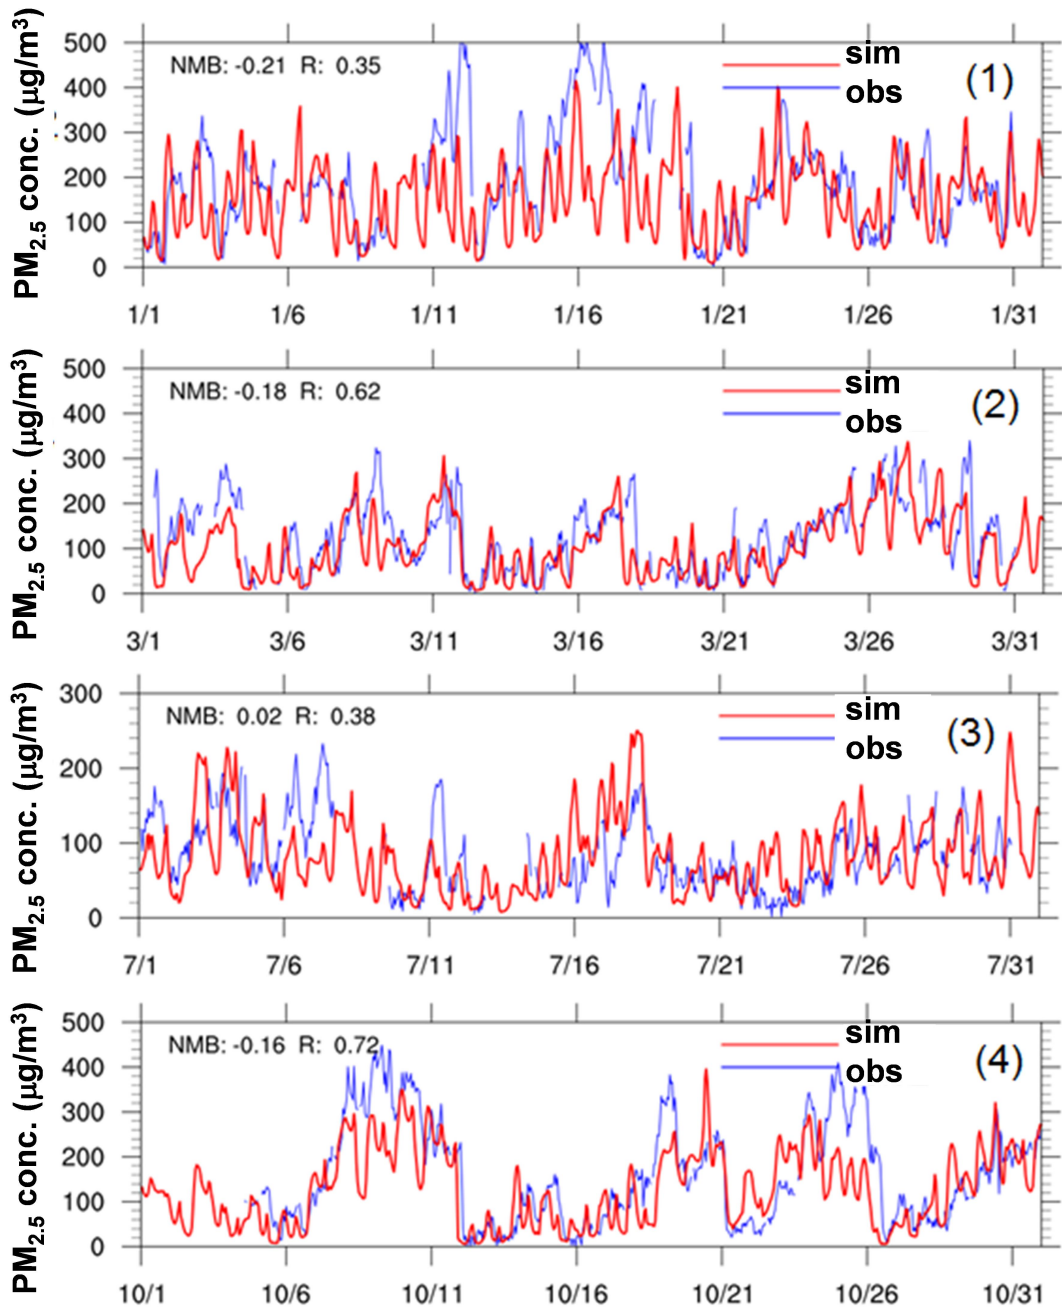 PM2.5 conc. (μg/m3)
500
400
300
200
100
0
NMB: -0.21 R: 0.35
sim
obs
(1)
1/1 1/6 1/11 1/16 1/21 1/26 1/31
PM2.5 conc. (μg/m3)
500
400
300
200
100
0
NMB: -0.18 R: 0.62
sim
obs
(2)
3/1 3/6 3/11 3/16 3/21 3/26 3/31
PM2.5 conc. (μg/m3)
300
200
100
0
NMB: 0.02 R: 0.38
sim
obs
(3)
7/1 7/6 7/11 7/16 7/21 7/26 7/31
PM2.5 conc. (μg/m3)
500
400
300
200
100
0
NMB: -0.16 R: 0.72
sim
obs
(4)
10/1 10/6 10/11 10/16 10/21 10/26 10/31